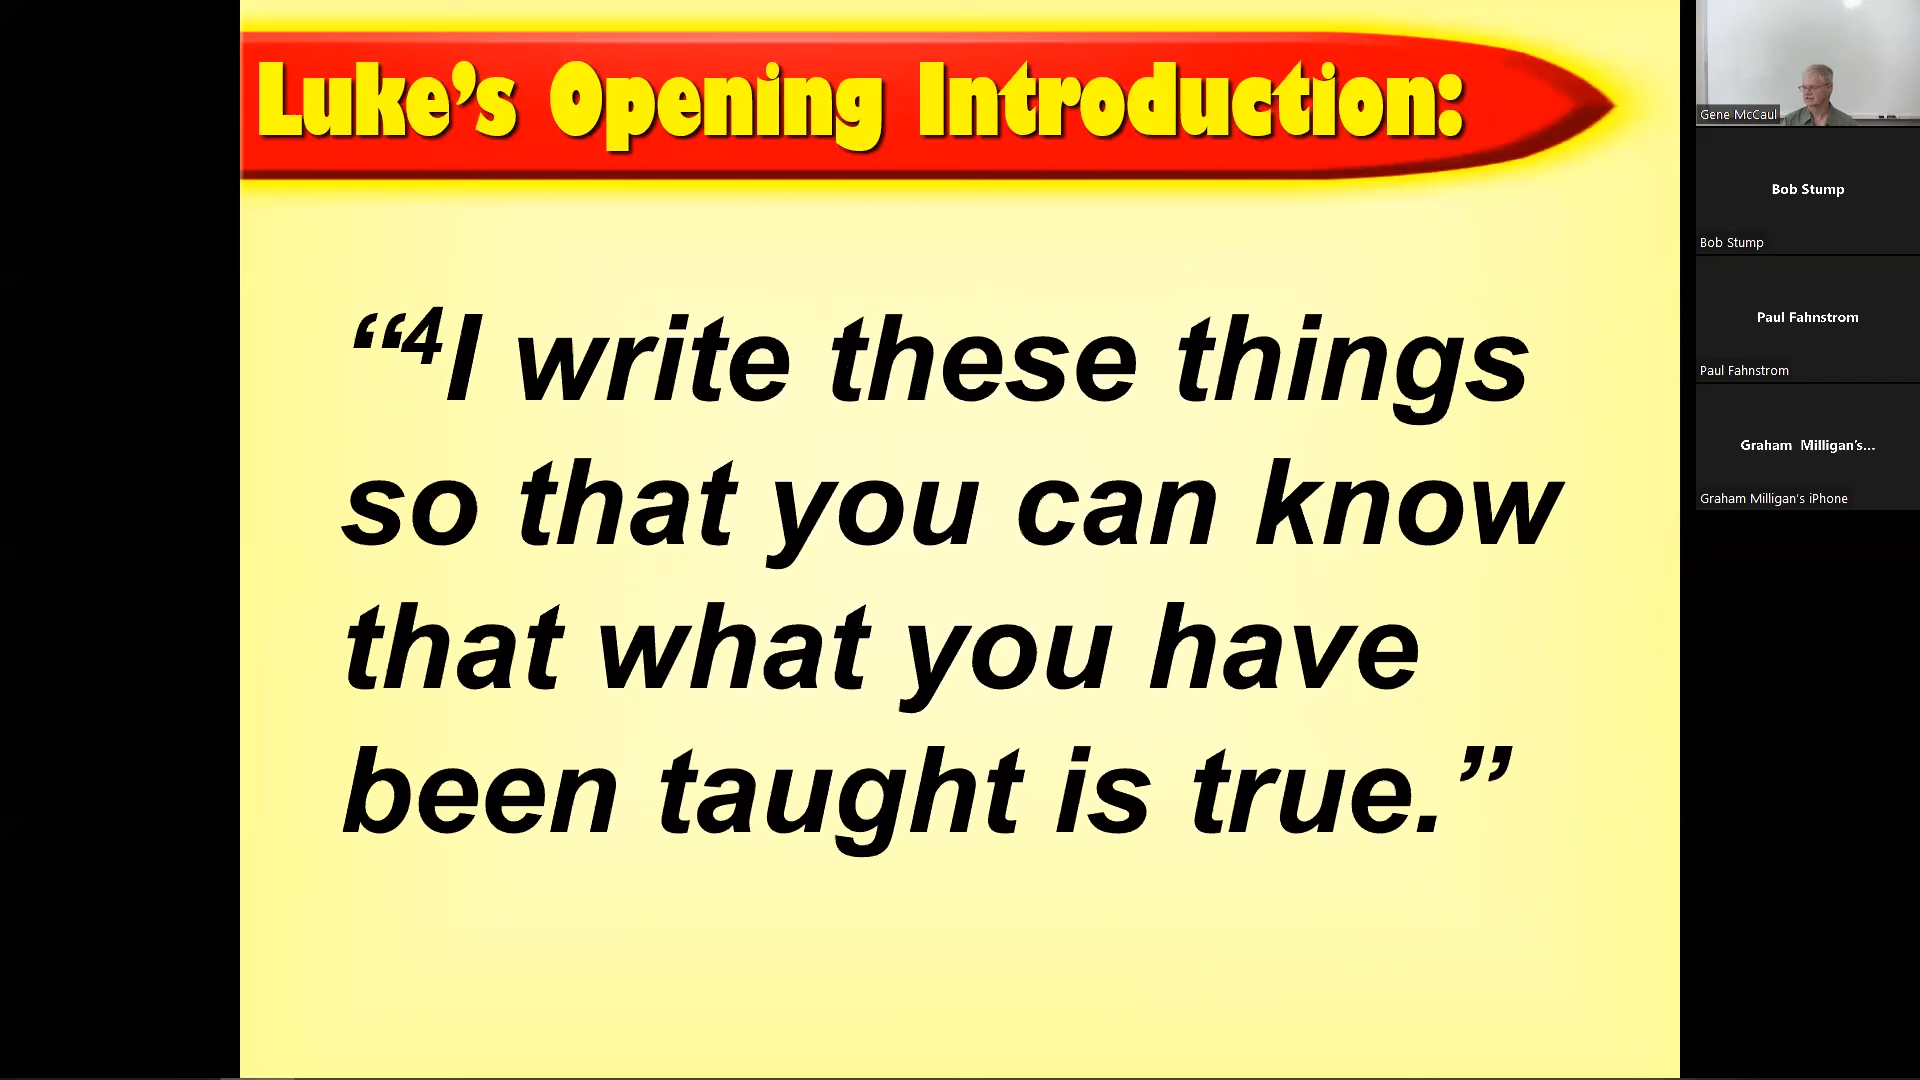 Luke’s Opening Introduction:
“⁴I write these things
so that you can know
that what you have
been taught is true.”
Gene McCaul
Bob Stump
Bob Stump
Paul Fahnstrom
Paul Fahnstrom
Graham Milligan’s...
Graham Milligan's iPhone